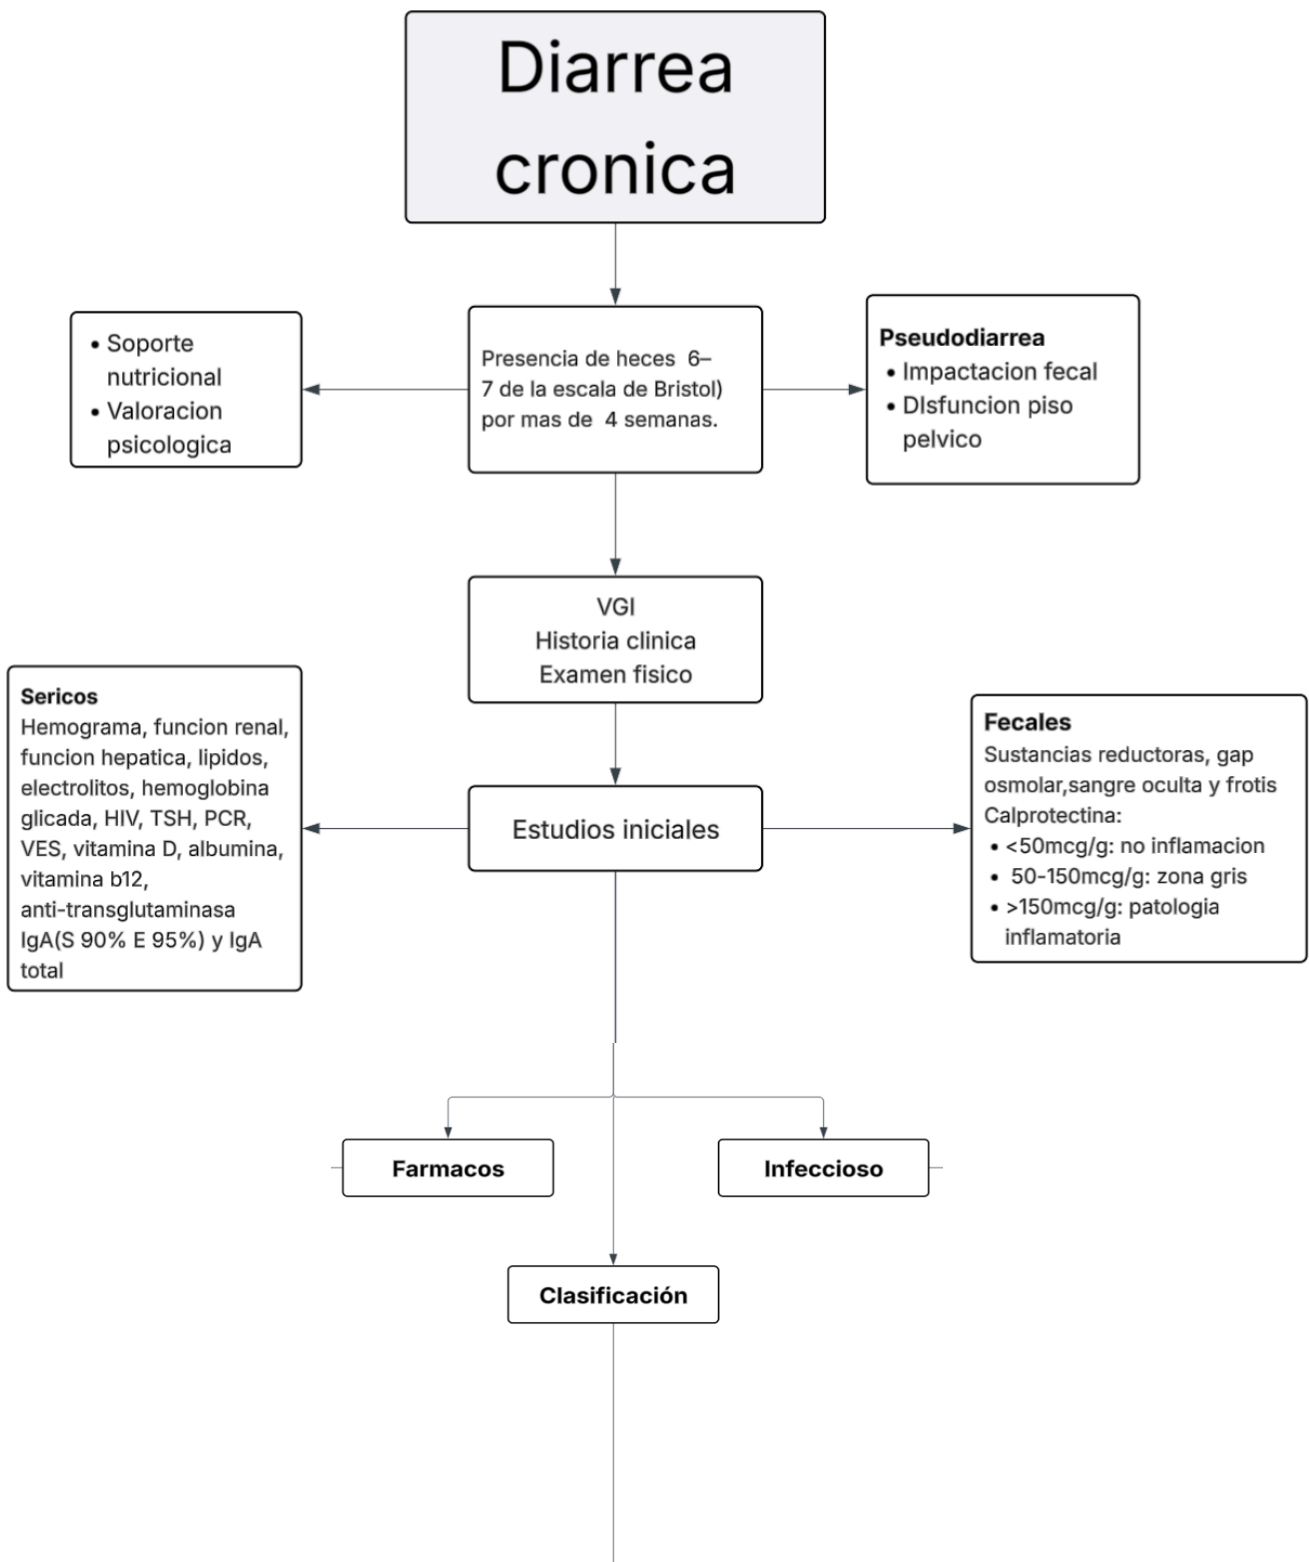 Diarrea
cronica
• Soporte
nutricional
• Valoracion
psicologica
Presencia de heces  6–
7 de la escala de Bristol)
por mas de  4 semanas.
Pseudodiarrea
• Impactacion fecal
• DIsfuncion piso
pelvico
VGI
Historia clinica
Examen fisico
Sericos
Hemograma, funcion renal,
funcion hepatica, lipidos,
electrolitos, hemoglobina
glicada, HIV, TSH, PCR,
VES, vitamina D, albumina,
vitamina b12,
anti-transglutaminasa
IgA(S 90% E 95%) y IgA
total
Estudios iniciales
Fecales
Sustancias reductoras, gap
osmolar,sangre oculta y frotis
Calprotectina:
• <50mcg/g: no inflamacion
• 50-150mcg/g: zona gris
• >150mcg/g: patologia
inflamatoria
Farmacos
Infeccioso
Clasificación